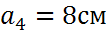 a₄ = 8см